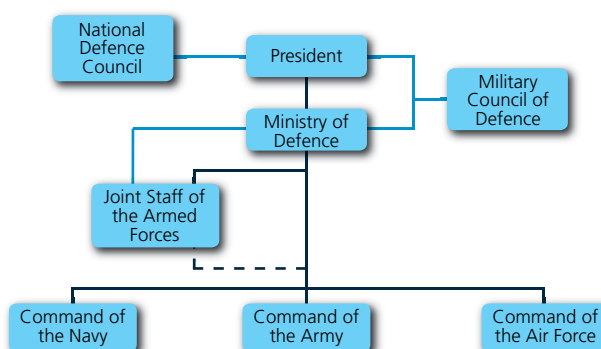 National
Defence
Council
President
Military
Council of
Defence
Ministry of
Defence
Joint Staff of
the Armed
Forces
Command of
the Navy
Command of
the Army
Command of
the Air Force